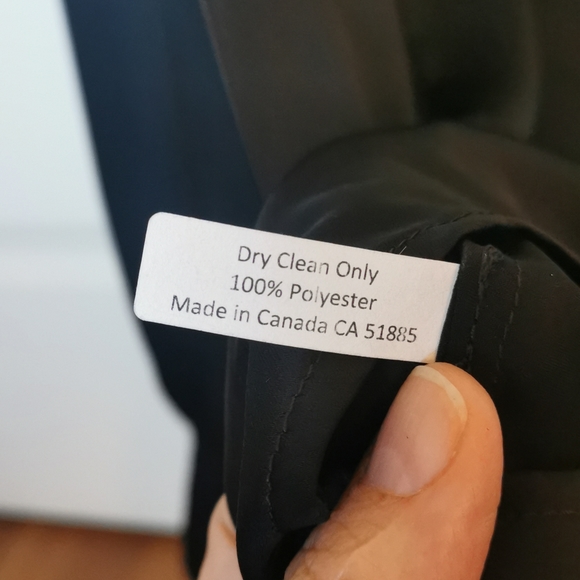 Dry Clean Only
100% Polyester
Made in Canada CA 51885